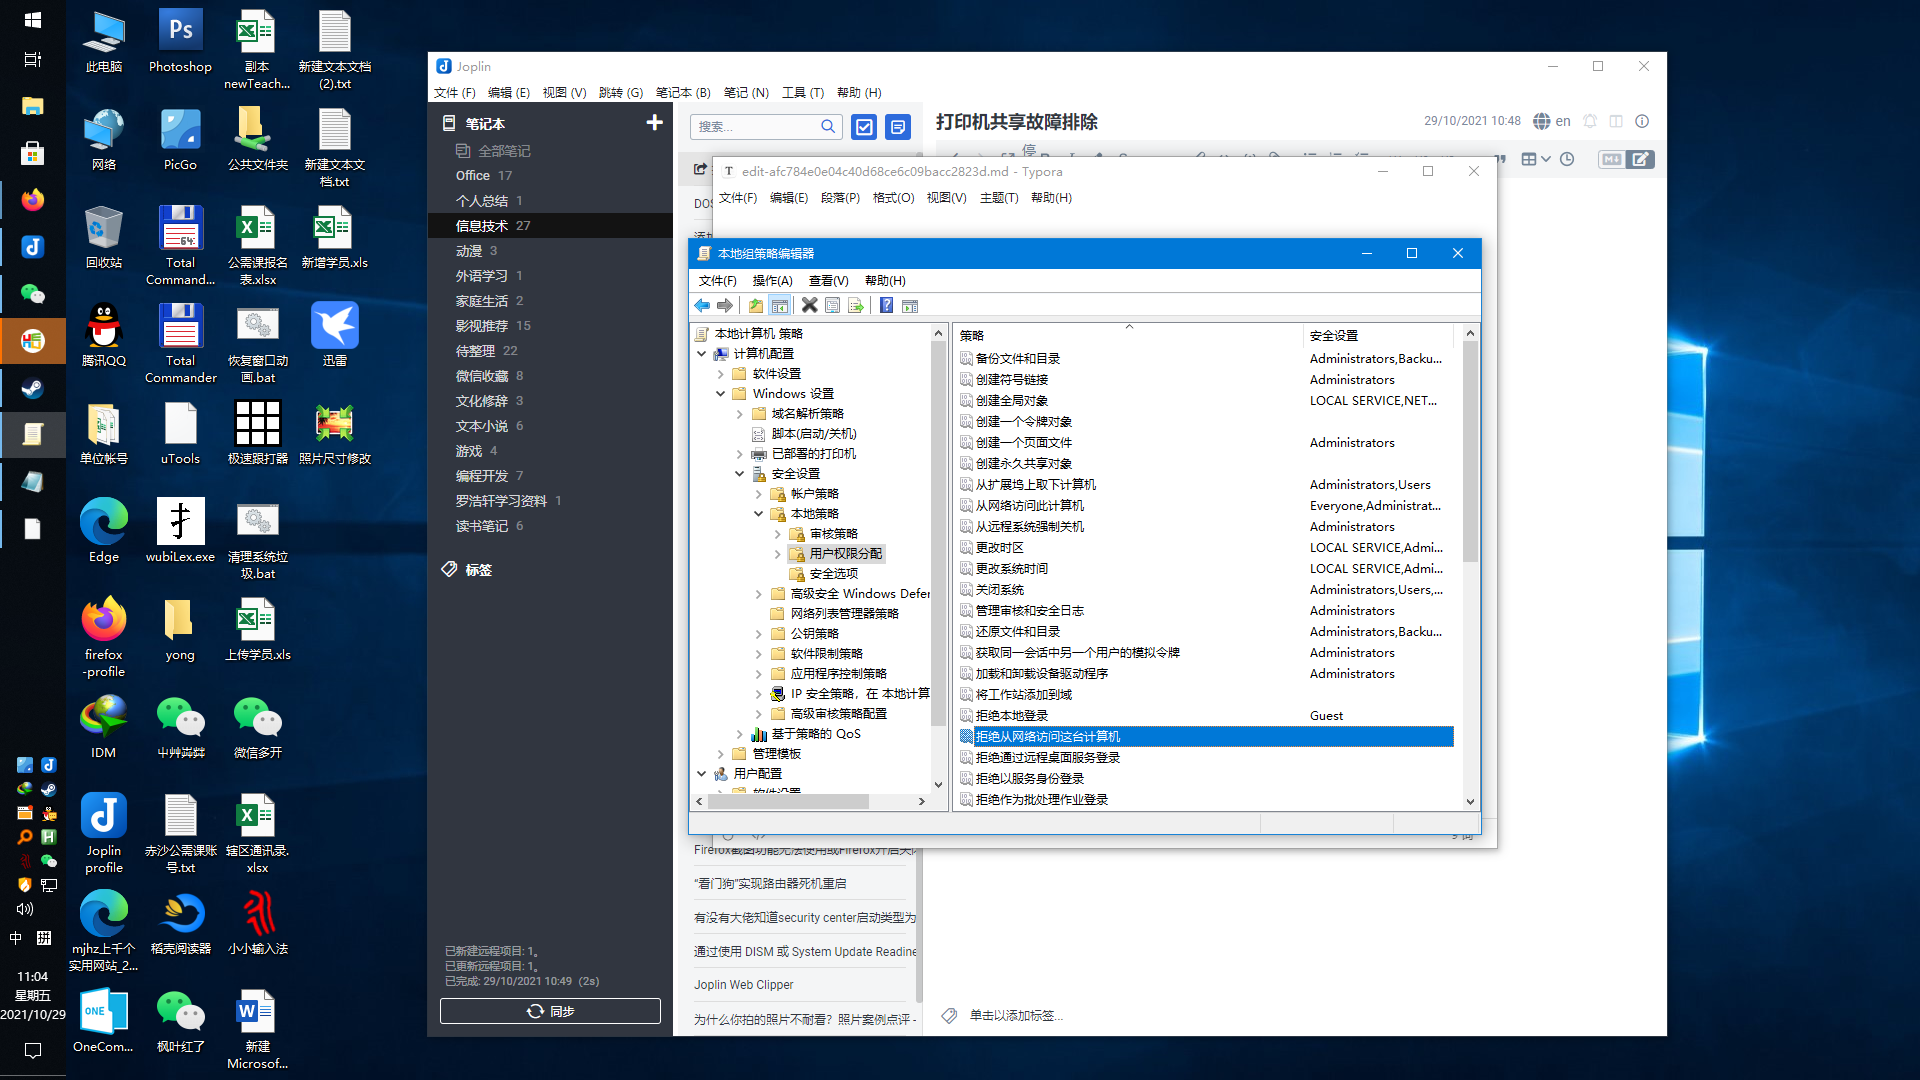 此电脑
Photoshop
副本
newTeach...
新建文本文档
(2).txt
网络
PicGo
公共文件夹
新建文本文
档.txt
回收站
Total
Command...
公需课报名
表.xlsx
新增学员.xls
腾讯QQ
Total
Commander
恢复窗口动
画.bat
迅雷
单位帐号
uTools
极速跟打器
照片尺寸修改
Edge
wubiLex.exe
清理系统垃
圾.bat
firefox
-profile
yong
上传学员.xls
IDM
微信多开
Joplin
profile
赤沙公需课账
号.txt
辖区通讯录.
xlsx
mjhz上千个
实用网站_2...
稻壳阅读器
小小输入法
OneCom...
枫叶红了
新建
Microsof...
中 拼
11:04
星期五
2021/10/29
Joplin
文件 (F) 编辑 (E) 视图 (V) 跳转 (G) 笔记本 (B) 笔记 (N) 工具 (T) 帮助 (H)
笔记本
全部笔记
Office 17
个人总结 1
信息技术 27
动漫 3
外语学习 1
家庭生活 2
影视推荐 15
待整理 22
微信收藏 8
文化修辞 3
文本小说 6
游戏 4
编程开发 7
罗浩轩学习资料 1
读书笔记 6
标签
已新建远程项目: 1。
已更新远程项目: 1。
已完成: 29/10/2021 10:49 (2s)
同步
搜索...
打印机共享故障排除
29/10/2021 10:48
en
DOS
Firefox截图功能无法使用或Firefox开启关闭
“看门狗”实现路由器死机重启
有没有大佬知道security center启动类型为
通过使用 DISM 或 System Update Readine
Joplin Web Clipper
为什么你拍的照片不耐看? 照片案例点评 -
单击以添加标签...
edit-afc784e0e04c40d68ce6c09bacc2823d.md - Typora
文件(F) 编辑(E) 段落(P) 格式(O) 视图(V) 主题(T) 帮助(H)
本地组策略编辑器
文件(F) 操作(A) 查看(V) 帮助(H)
本地计算机 策略
计算机配置
软件设置
Windows 设置
域名解析策略
脚本(启动/关机)
已部署的打印机
安全设置
帐户策略
本地策略
审核策略
用户权限分配
安全选项
高级安全 Windows Defer
网络列表管理器策略
公钥策略
软件限制策略
应用程序控制策略
IP 安全策略，在 本地计算
高级审核策略配置
基于策略的 QoS
管理模板
用户配置
软件设置
策略 安全设置
备份文件和目录 Administrators,Backu...
创建符号链接 Administrators
创建全局对象 LOCAL SERVICE,NET...
创建一个令牌对象
创建一个页面文件 Administrators
创建永久共享对象
从扩展坞上取下计算机 Administrators,Users
从网络访问此计算机 Everyone,Administrat...
从远程系统强制关机 Administrators
更改时区 LOCAL SERVICE,Admi...
更改系统时间 LOCAL SERVICE,Admi...
关闭系统 Administrators,Users,...
管理审核和安全日志 Administrators
还原文件和目录 Administrators,Backu...
获取同一会话中另一个用户的模拟令牌 Administrators
加载和卸载设备驱动程序 Administrators
将工作站添加到域
拒绝本地登录 Guest
拒绝从网络访问这台计算机
拒绝通过远程桌面服务登录
拒绝以服务身份登录
拒绝作为批处理作业登录